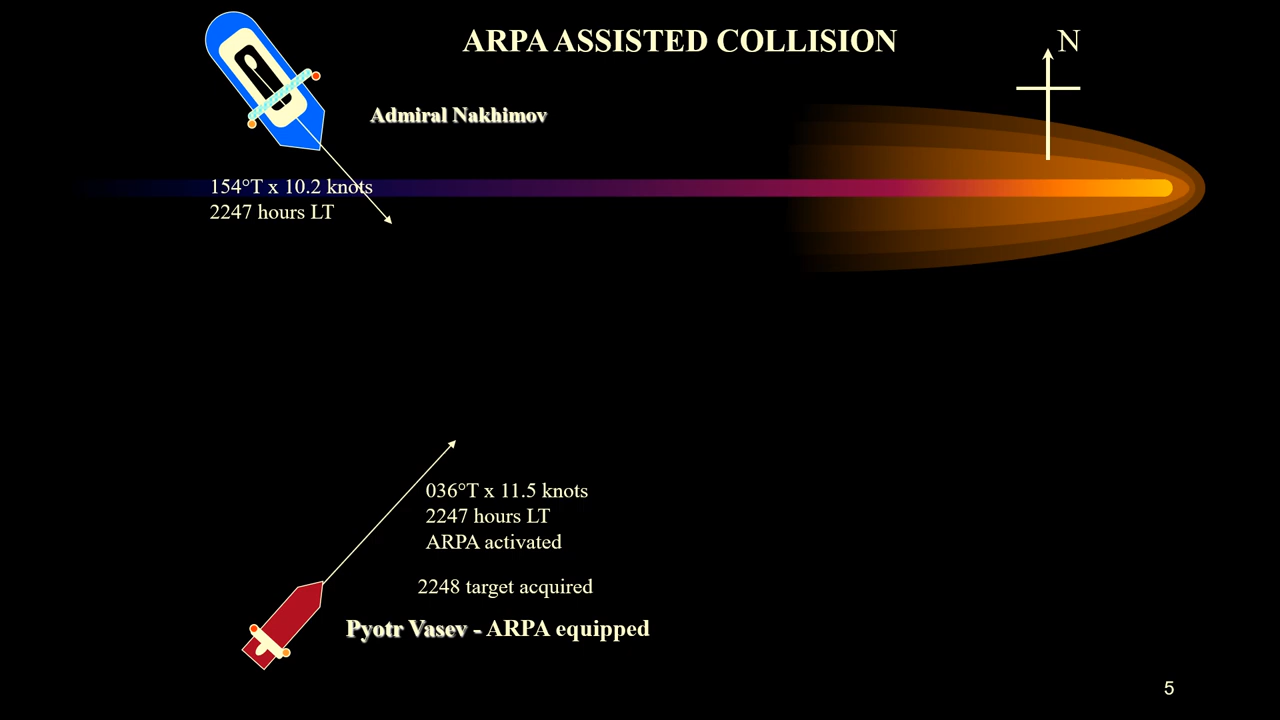 ARPA ASSISTED COLLISION
N
Admiral Nakhimov
154°T x 10.2 knots
2247 hours LT
036°T x 11.5 knots
2247 hours LT
ARPA activated
2248 target acquired
Pyotr Vasev - ARPA equipped
5